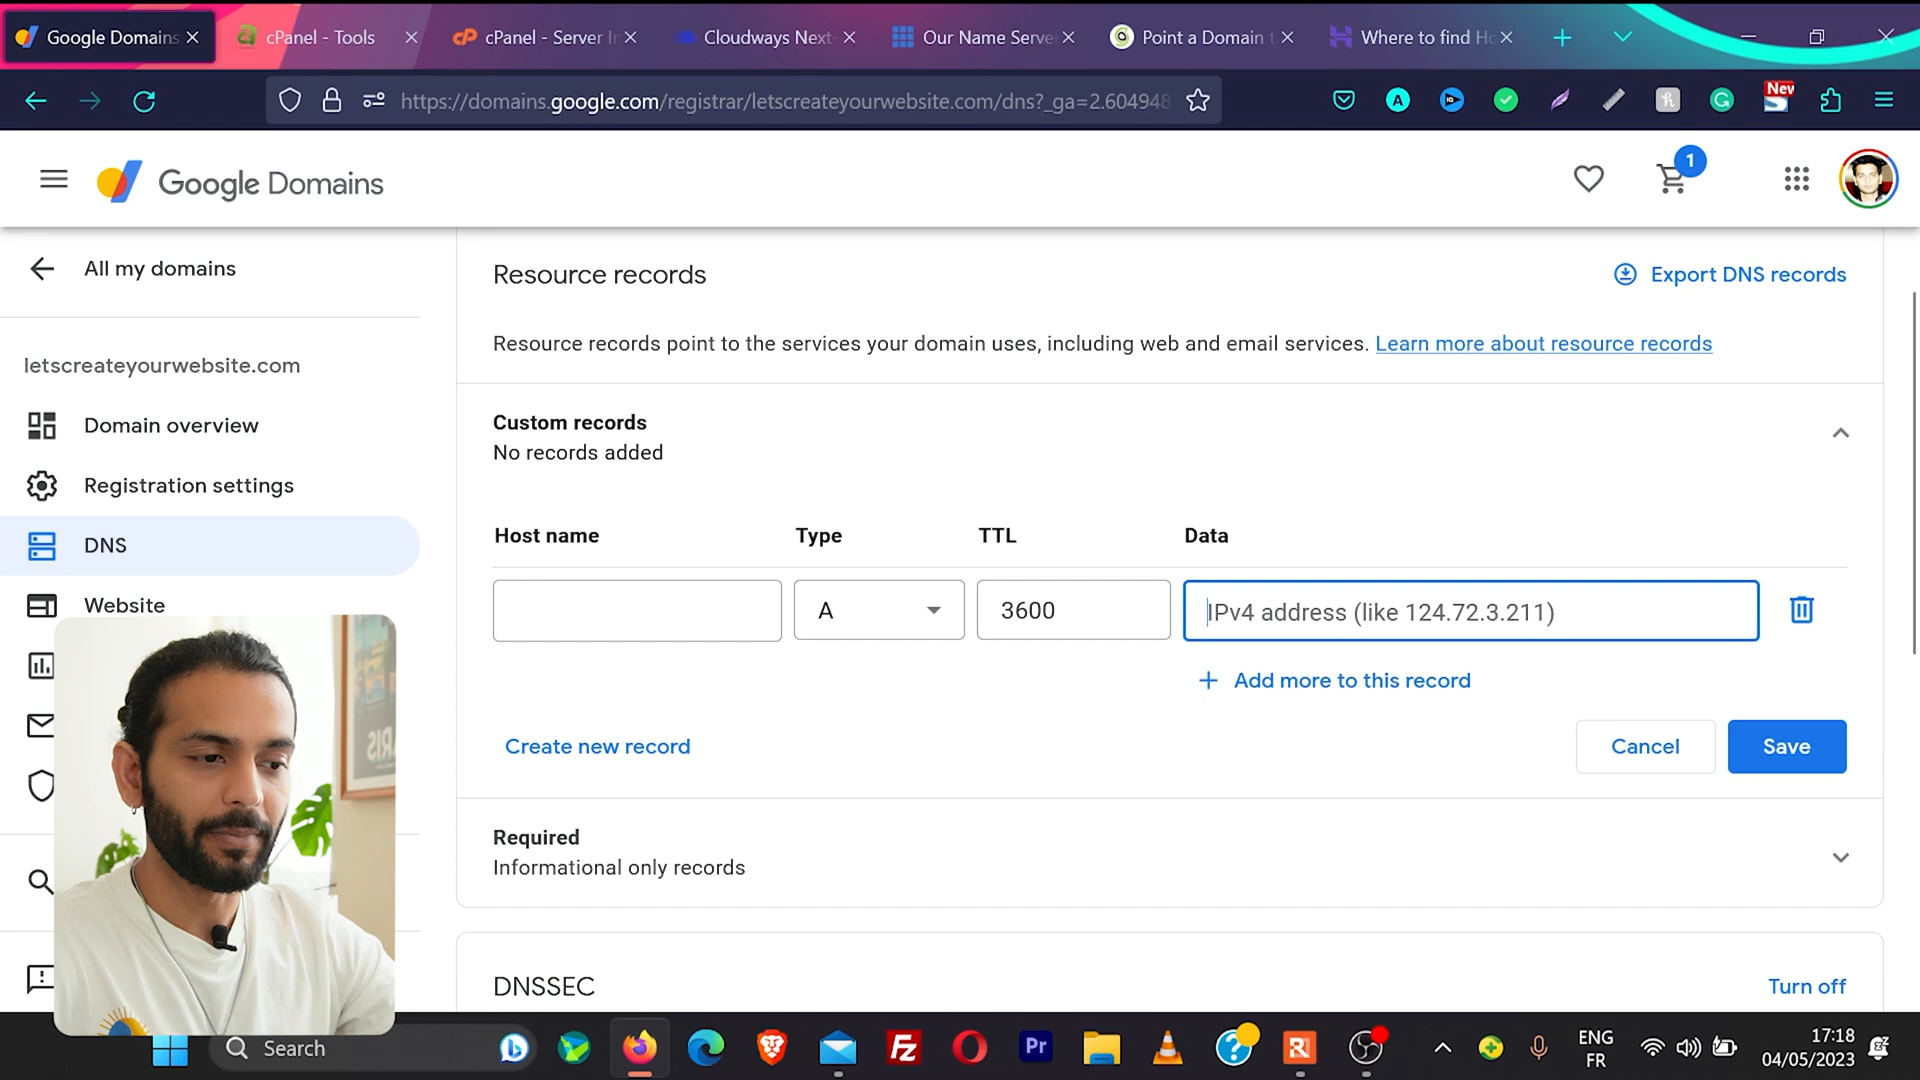 Google Domains
cPanel - Tools
cPanel - Server In
Cloudways Next-
Our Name Serve
Point a Domain t
Where to find Ho
https://domains.google.com/registrar/letscreateyourwebsite.com/dns?_ga=2.604948
New
Google Domains
1
All my domains
Resource records
Export DNS records
Resource records point to the services your domain uses, including web and email services. Learn more about resource records
letscreateyourwebsite.com
Domain overview
Registration settings
DNS
Website
Custom records
No records added
Host name
Type
TTL
Data
A
3600
IPv4 address (like 124.72.3.211)
Add more to this record
Create new record
Cancel
Save
Required
Informational only records
DNSSEC
Turn off
Search
Pr
ENG
FR
17:18
04/05/2023